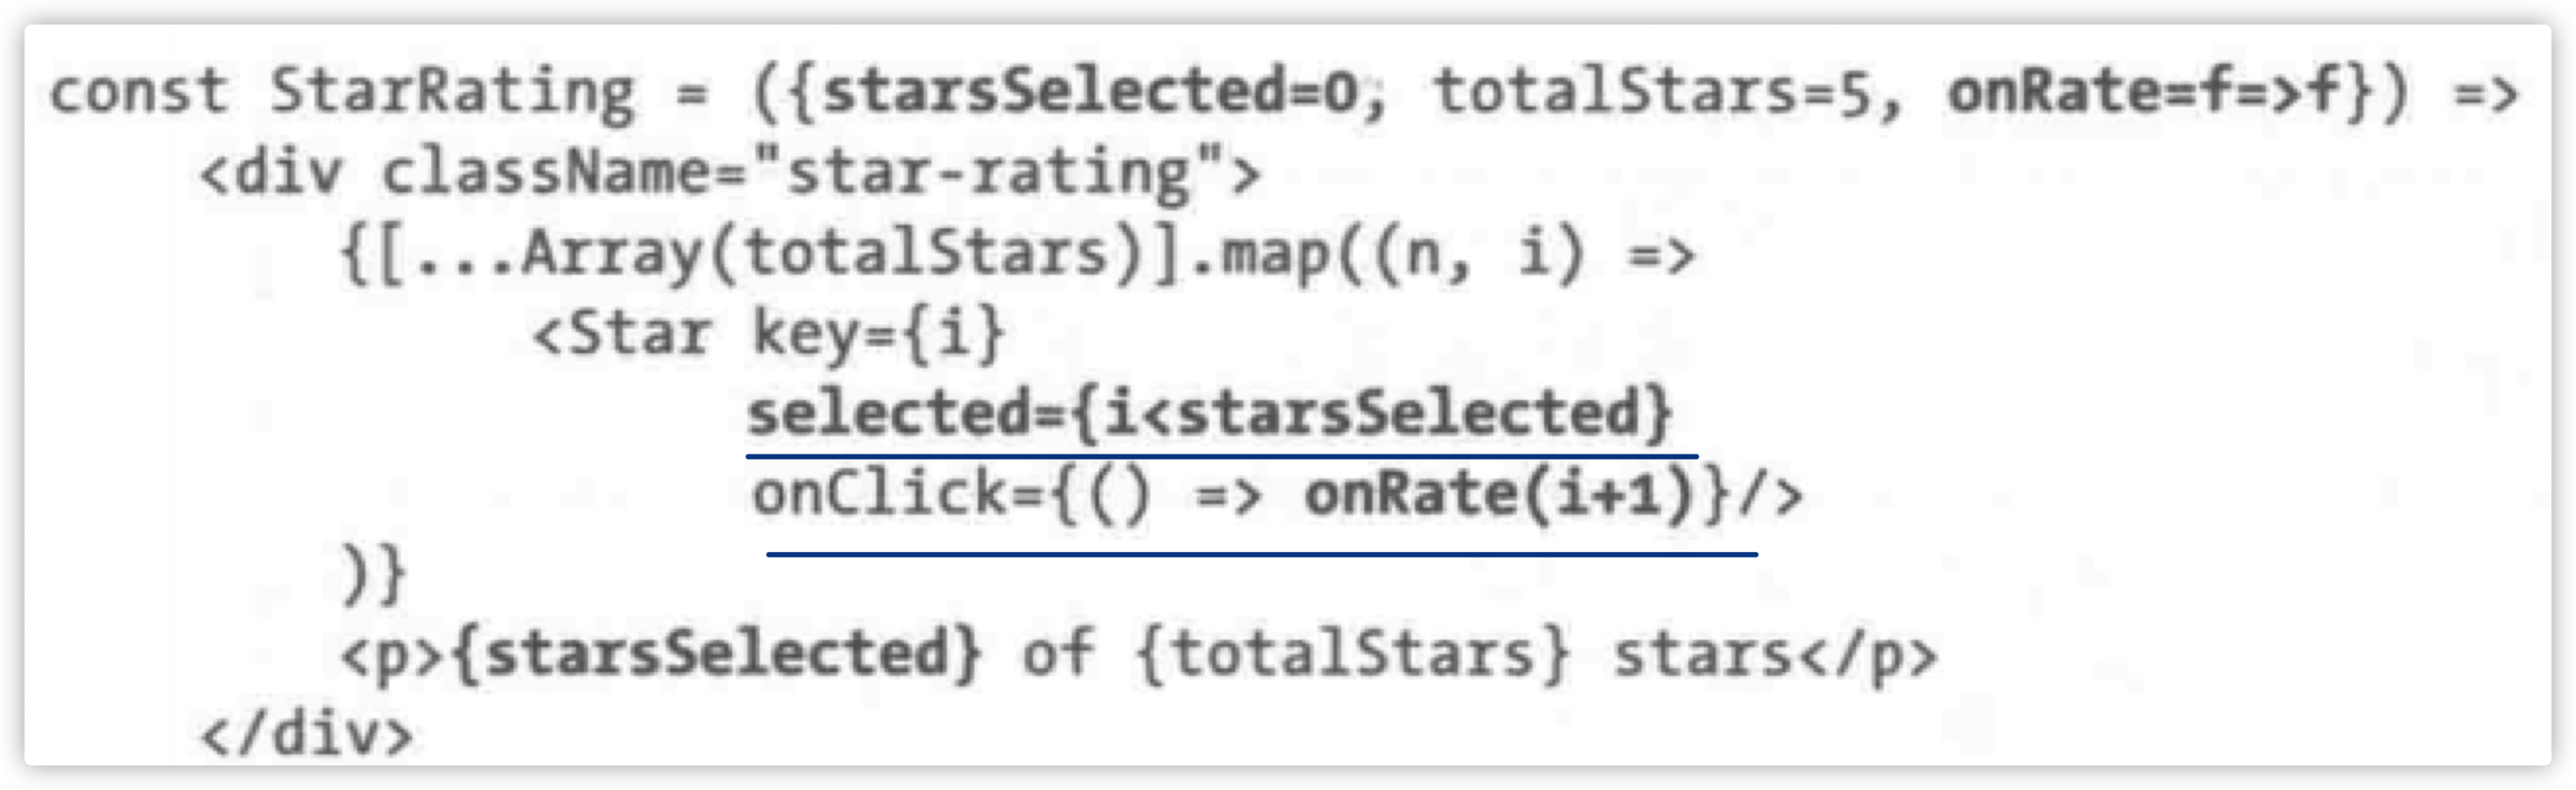 const StarRating = ({starsSelected=0, totalStars=5, onRate=f=>f}) =>
<div className="star-rating">
{[...Array(totalStars)].map((n, i) =>
<Star key={i}
selected={i<starsSelected}
onClick={() => onRate(i+1)}/>
)}
<p>{starsSelected} of {totalStars} stars</p>
</div>